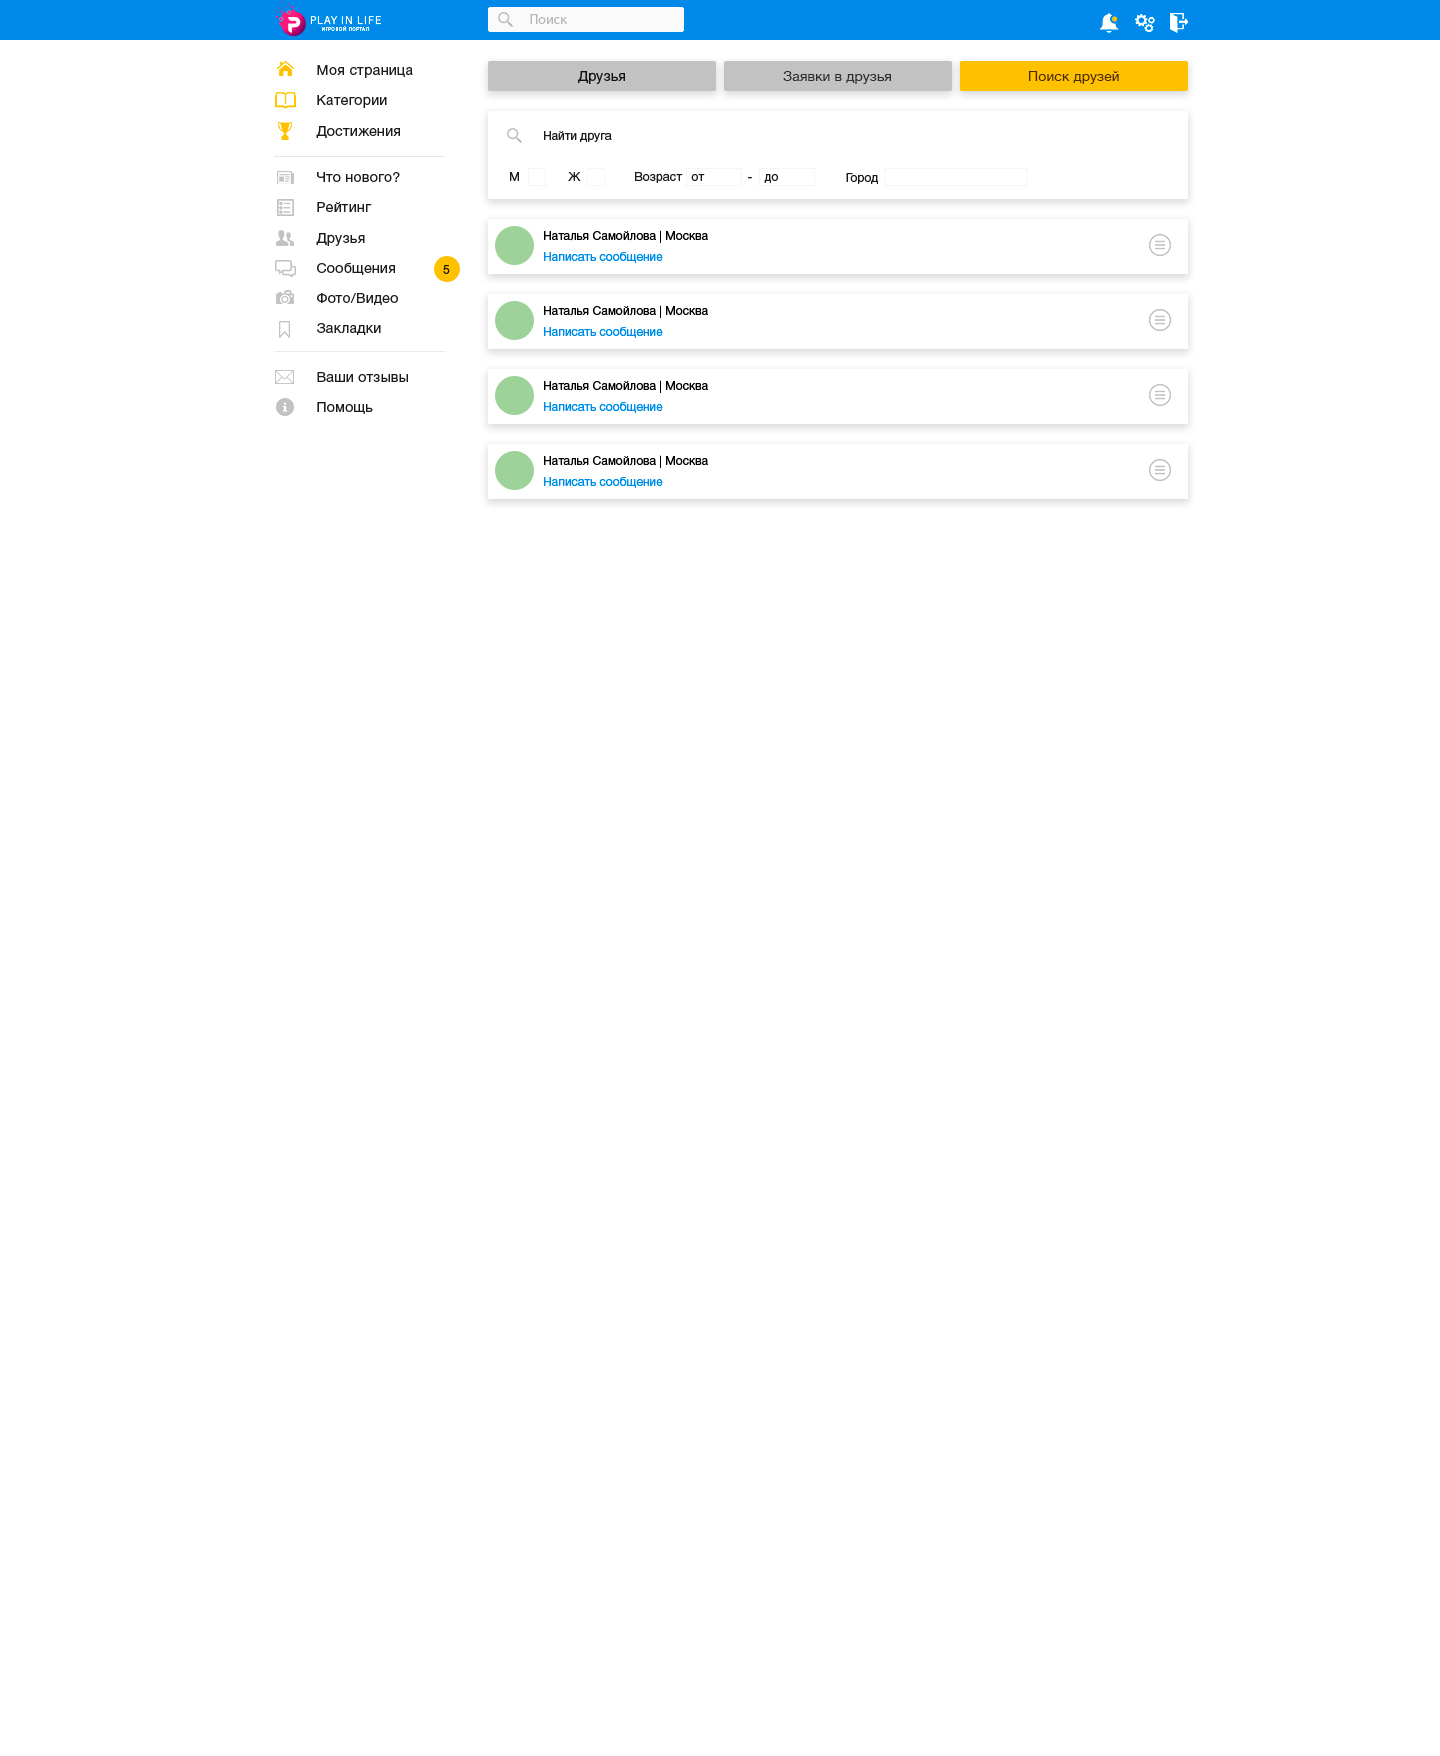 PLAY IN LIFE
ИГРОВОЙ ПОРТАЛ
Поиск
Моя страница
Категории
Достижения
Что нового?
Рейтинг
Друзья
Сообщения 5
Фото/Видео
Закладки
Ваши отзывы
Помощь
Друзья Заявки в друзья Поиск друзей
Найти друга
М Ж Возраст от - до Город
Наталья Самойлова | Москва
Написать сообщение
Наталья Самойлова | Москва
Написать сообщение
Наталья Самойлова | Москва
Написать сообщение
Наталья Самойлова | Москва
Написать сообщение